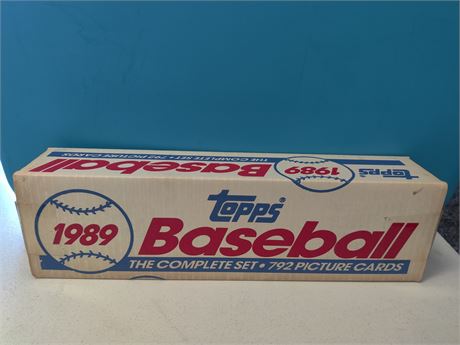 topps
Baseball
1989
THE COMPLETE SET • 792 PICTURE CARDS
topps
1989
Baseball
THE COMPLETE SET • 792 PICTURE CARDS